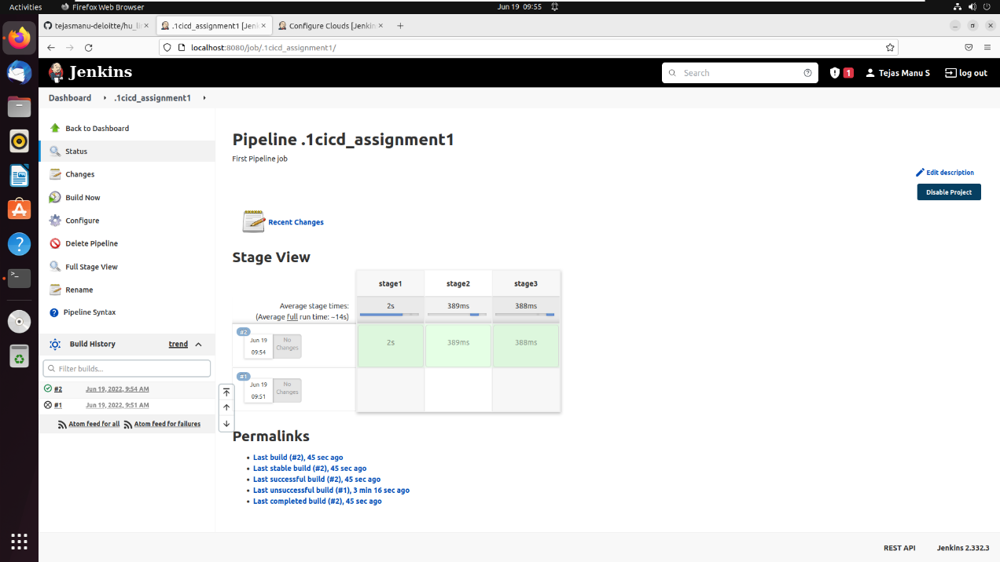 Activities
Firefox Web Browser
Jun 19 09:55
tejasmanu-deloitte/hu_li
.1cicd_assignment1 [Jenk
Configure Clouds [Jenkin
localhost:8080/job/.1cicd_assignment1/
Jenkins
Search
1
Tejas Manu S
log out
Dashboard
.1cicd_assignment1
Back to Dashboard
Status
Changes
Build Now
Configure
Delete Pipeline
Full Stage View
Rename
Pipeline Syntax
Build History
trend
Filter builds...
#2 Jun 19, 2022, 9:54 AM
#1 Jun 19, 2022, 9:51 AM
Atom feed for all Atom feed for failures
Pipeline .1cicd_assignment1
First Pipeline job
Edit description
Disable Project
Recent Changes
Stage View
stage1 stage2 stage3
Average stage times: 2s 389ms 388ms
(Average full run time: ~14s)
#2
Jun 19
09:54
No
Changes
2s 389ms 388ms
#1
Jun 19
09:51
No
Changes
Permalinks
Last build (#2), 45 sec ago
Last stable build (#2), 45 sec ago
Last successful build (#2), 45 sec ago
Last unsuccessful build (#1), 3 min 16 sec ago
Last completed build (#2), 45 sec ago
REST API
Jenkins 2.332.3